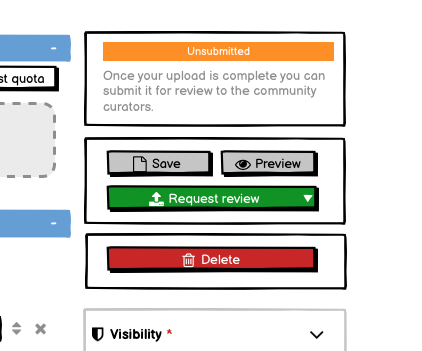 Unsubmitted
st quota
Once your upload is complete you can
submit it for review to the community
curators.
Save
Preview
Request review
Delete
Visibility *